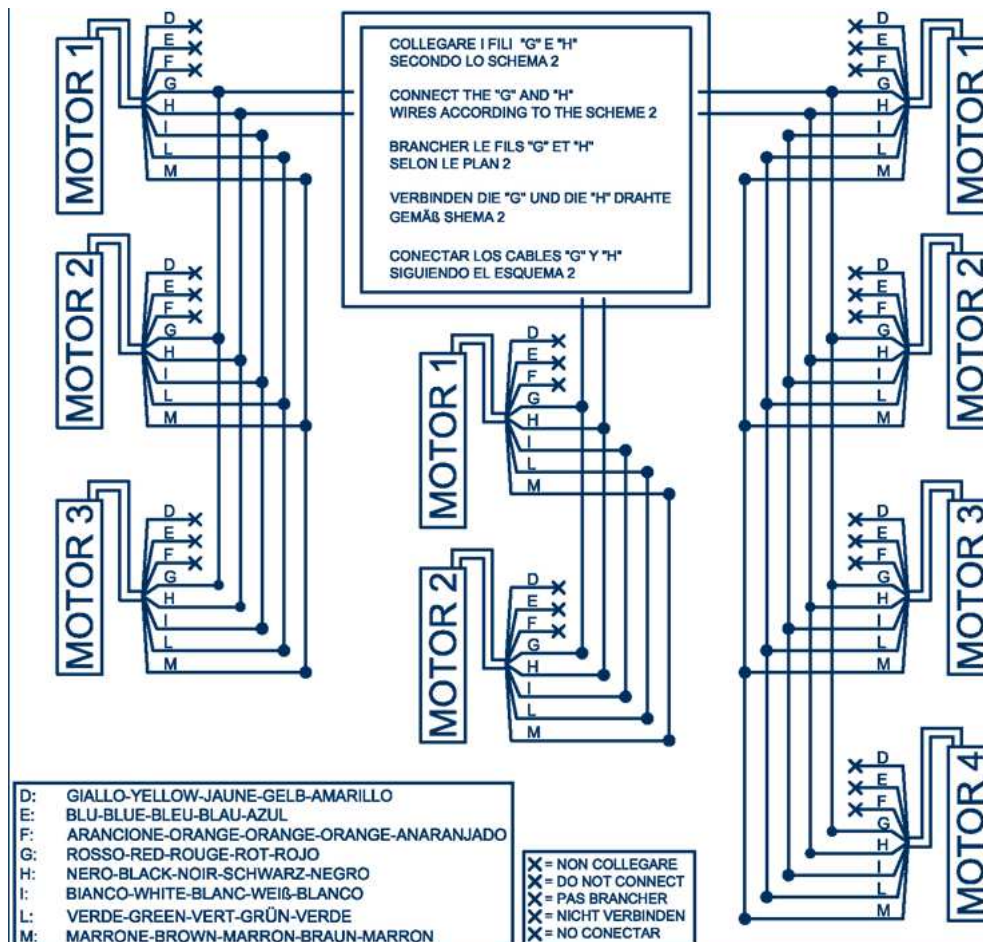 MOTOR 1
D
E
F
G
H
I
L
M
MOTOR 2
D
E
F
G
H
I
L
M
MOTOR 3
D
E
F
G
H
I
L
M
COLLEGARE I FILI "G" E "H"
SECONDO LO SCHEMA 2
CONNECT THE "G" AND "H"
WIRES ACCORDING TO THE SCHEME 2
BRANCHER LE FILS "G" ET "H"
SELON LE PLAN 2
VERBINDEN DIE "G" UND DIE "H" DRAHTE
GEMÄß SHEMA 2
CONECTAR LOS CABLES "G" Y "H"
SIGUIENDO EL ESQUEMA 2
MOTOR 1
D
E
F
G
H
I
L
M
MOTOR 2
D
E
F
G
H
I
L
M
MOTOR 1
D
E
F
G
H
I
L
M
MOTOR 2
D
E
F
G
H
I
L
M
MOTOR 3
D
E
F
G
H
I
L
M
MOTOR 4
D
E
F
G
H
I
L
M
D: GIALLO-YELLOW-JAUNE-GELB-AMARILLO
E: BLU-BLUE-BLEU-BLAU-AZUL
F: ARANCIONE-ORANGE-ORANGE-ORANGE-ANARANJADO
G: ROSSO-RED-ROUGE-ROT-ROJO
H: NERO-BLACK-NOIR-SCHWARZ-NEGRO
I: BIANCO-WHITE-BLANC-WEIß-BLANCO
L: VERDE-GREEN-VERT-GRÜN-VERDE
M: MARRONE-BROWN-MARRON-BRAUN-MARRON
X = NON COLLEGARE
X = DO NOT CONNECT
X = PAS BRANCHER
X = NICHT VERBINDEN
X = NO CONECTAR